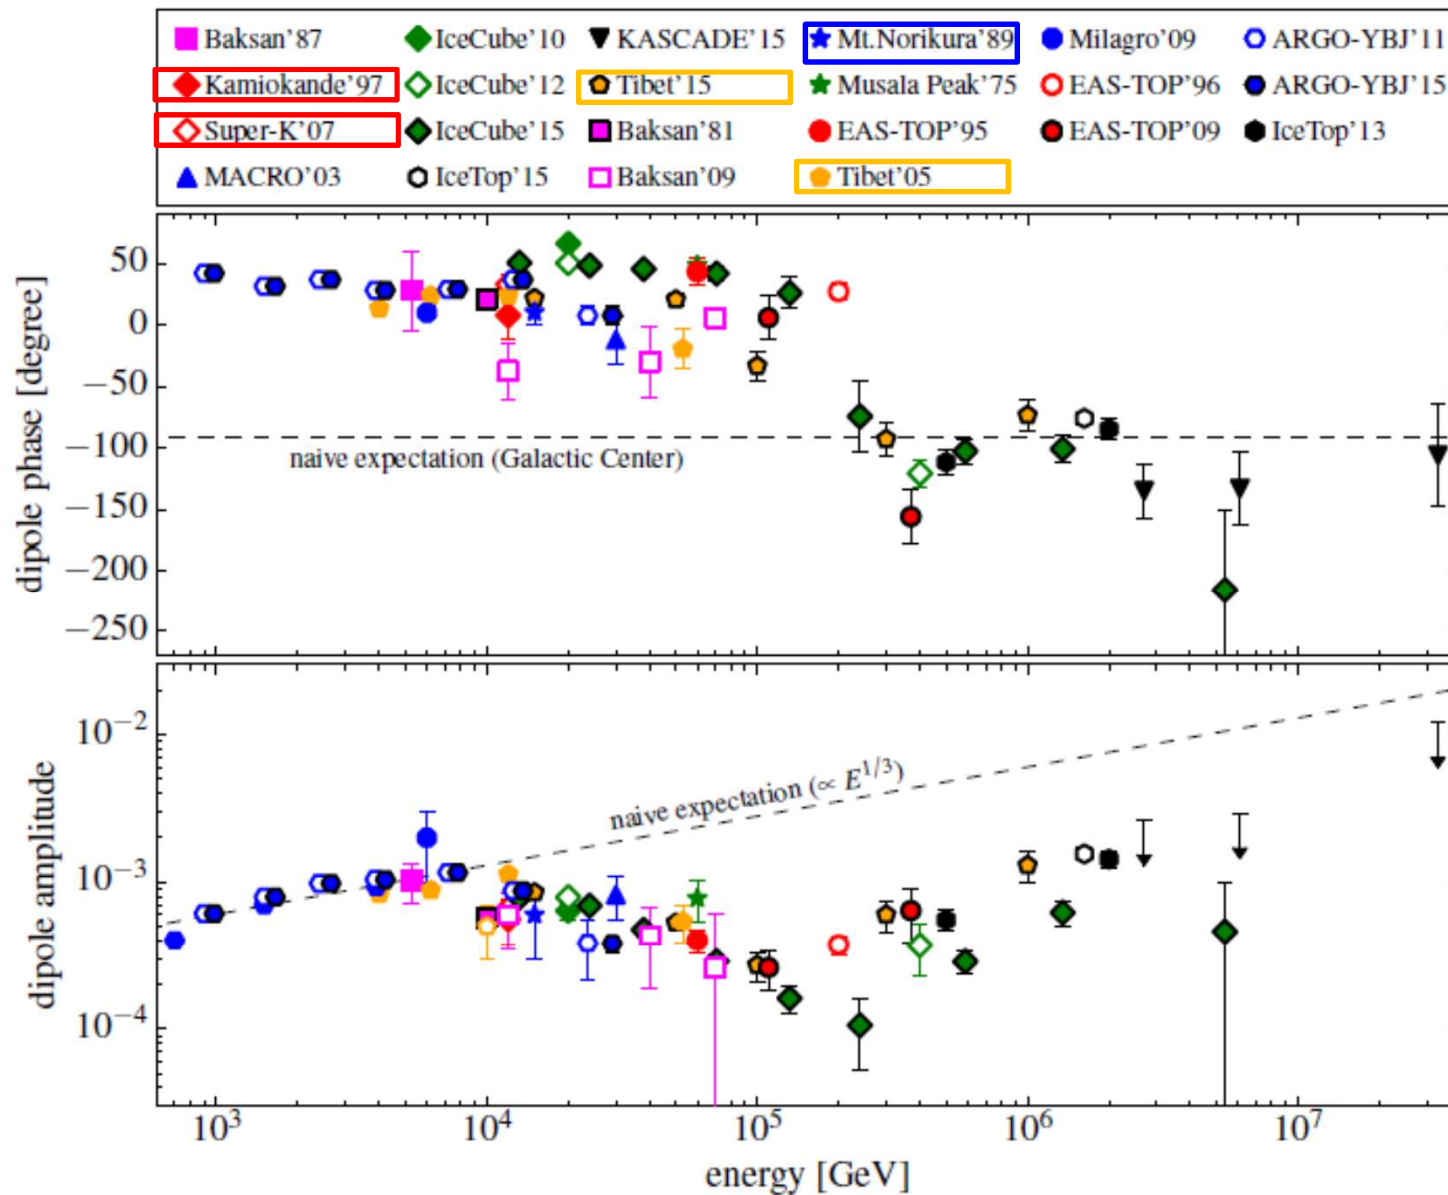 Baksan'87 IceCube'10 KASCADE'15 Mt.Norikura'89 Milagro'09 ARGO-YBJ'11
Kamiokande'97 IceCube'12 Tibet'15 Musala Peak'75 EAS-TOP'96 ARGO-YBJ'15
Super-K'07 IceCube'15 Baksan'81 EAS-TOP'95 EAS-TOP'09 IceTop'13
MACRO'03 IceTop'15 Baksan'09 Tibet'05
dipole phase [degree]
50
0
−50
−100
−150
−200
−250
naive expectation (Galactic Center)
dipole amplitude
10^{-2}
10^{-3}
10^{-4}
naive expectation (∝ E^{1/3})
10^3 10^4 10^5 10^6 10^7
energy [GeV]